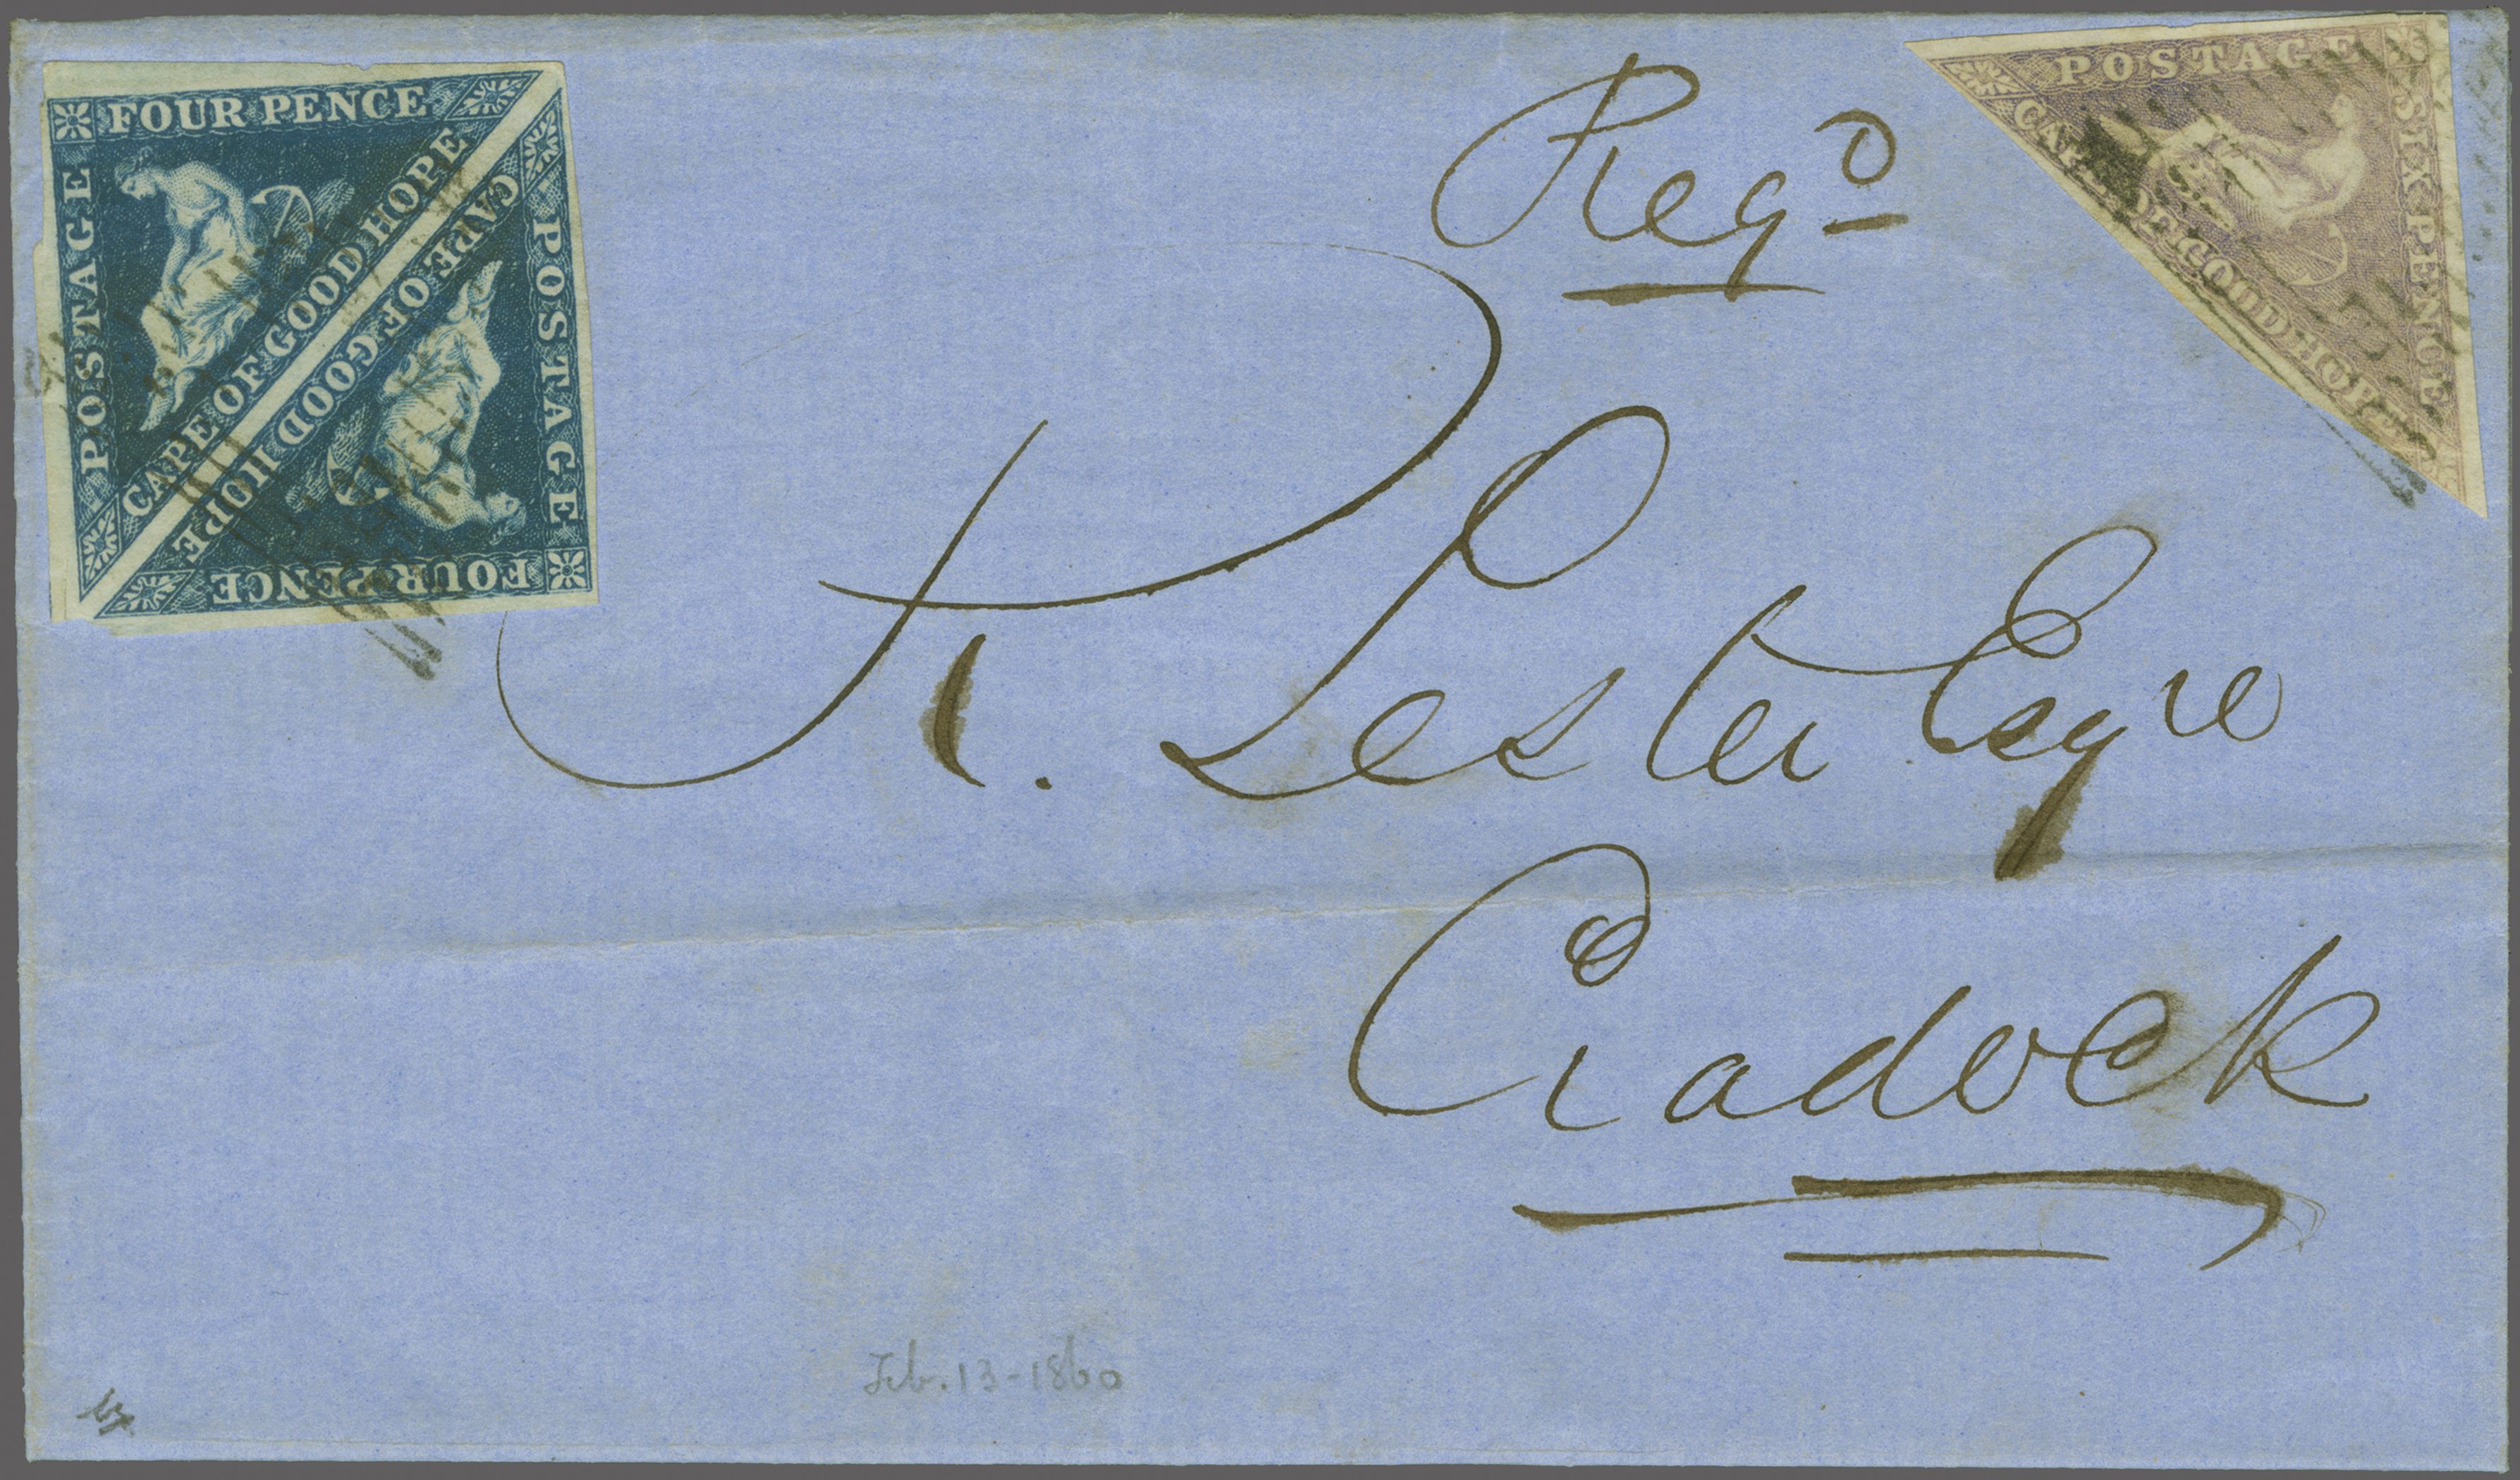 FOUR PENCE
POSTAGE
CAPE OF GOOD HOPE
CAPE OF GOOD HOPE
POSTAGE
FOUR PENCE
POSTAGE
SIX PENCE
CAPE OF GOOD HOPE
Regd
Lester Esqre
Cradock
Feb. 13-1860